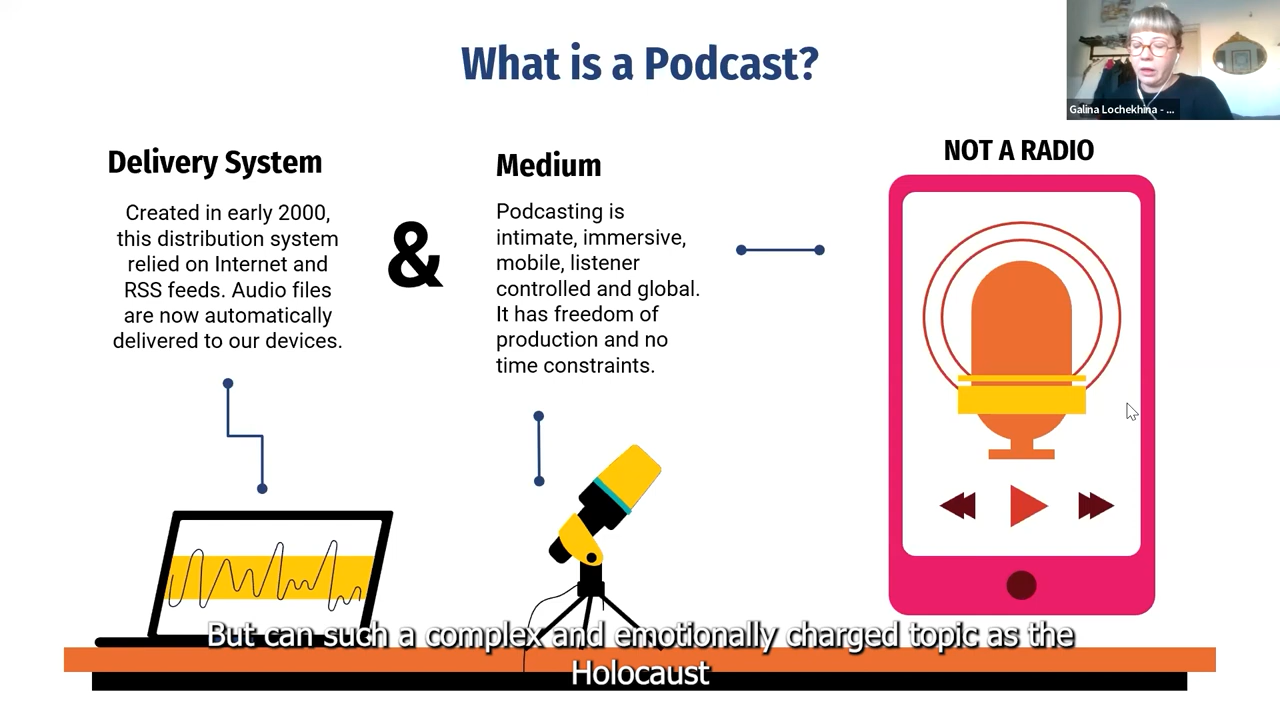 What is a Podcast?
Galina Lochekhina - ...
Delivery System
Created in early 2000,
this distribution system
relied on Internet and
RSS feeds. Audio files
are now automatically
delivered to our devices.
&
Medium
Podcasting is
intimate, immersive,
mobile, listener
controlled and global.
It has freedom of
production and no
time constraints.
NOT A RADIO
But can such a complex and emotionally charged topic as the
Holocaust